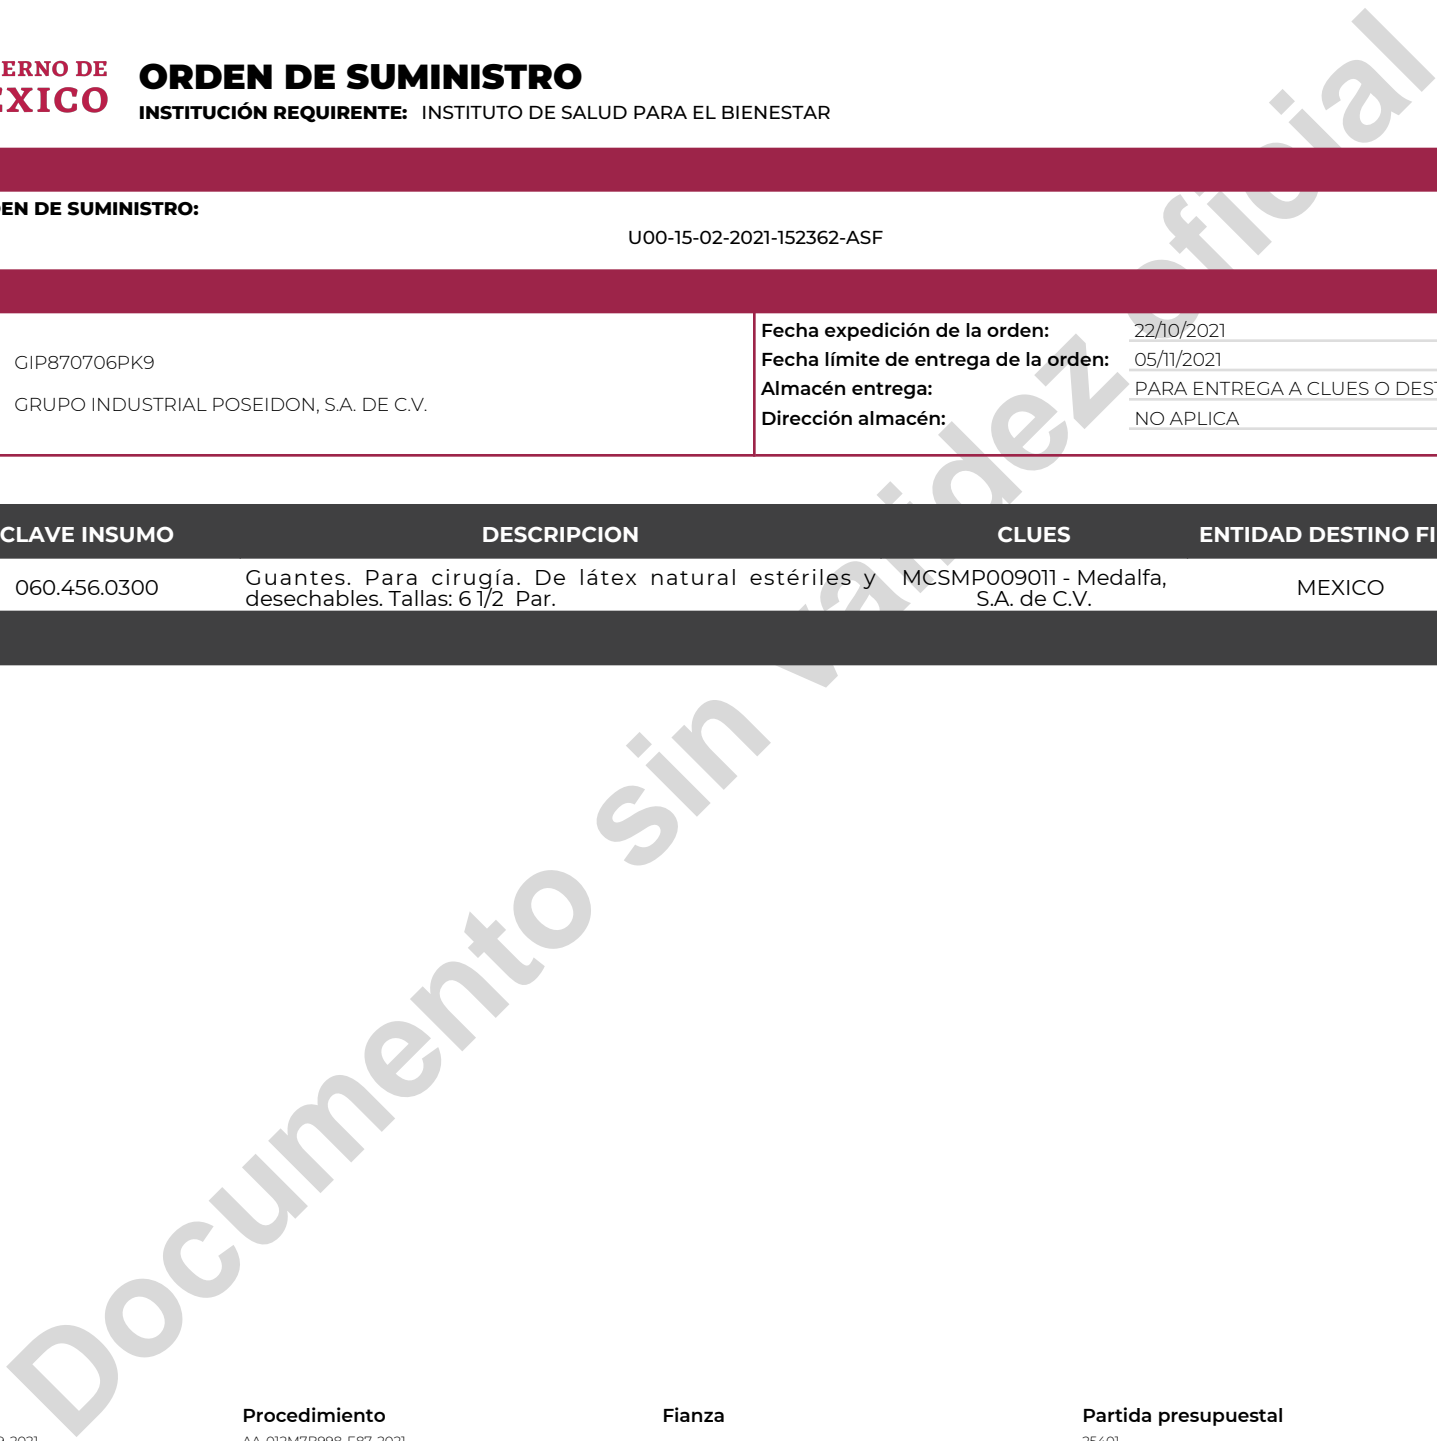 ERNO DE
ORDEN DE SUMINISTRO
XICO
INSTITUCIÓN REQUIRENTE: INSTITUTO DE SALUD PARA EL BIENESTAR
EN DE SUMINISTRO:
U00-15-02-2021-152362-ASF
Fecha expedición de la orden: 22/10/2021
GIP870706PK9
Fecha límite de entrega de la orden: 05/11/2021
Almacén entrega: PARA ENTREGA A CLUES O DEST
GRUPO INDUSTRIAL POSEIDON, S.A. DE C.V.
Dirección almacén: NO APLICA
CLAVE INSUMO DESCRIPCION CLUES ENTIDAD DESTINO FI
060.456.0300
Guantes. Para cirugía. De látex natural estériles y
desechables. Tallas: 6 1/2 Par.
MCSMP009011 - Medalfa,
S.A. de C.V.
MEXICO
Documento sin validez oficial
Procedimiento Fianza Partida presupuestal